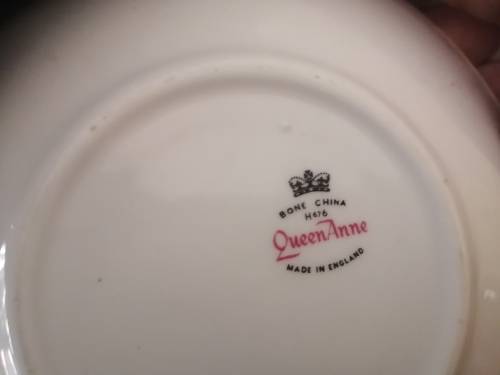 BONE CHINA
H676
Queen Anne
MADE IN ENGLAND